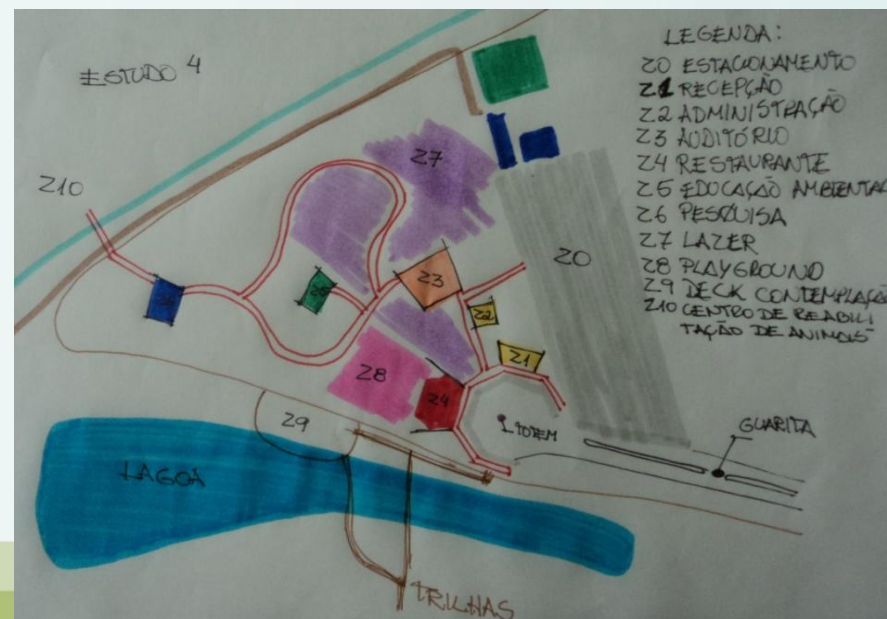 ESTUDO 4
LEGENDA:
Z0 ESTACIONAMENTO
Z1 RECEPÇÃO
Z2 ADMINISTRAÇÃO
Z3 AUDITÓRIO
Z4 RESTAURANTE
Z5 EDUCAÇÃO AMBIENTAL
Z6 PESQUISA
Z7 LAZER
Z8 PLAYGROUND
Z9 DECK CONTEMPLAÇÃO
Z10 CENTRO DE REABILI
TAÇÃO DE ANIMAIS
Z10
Z7
Z0
Z3
Z2
Z1
Z8
Z4
Z9
TOTEM
GUARITA
LAGOA
TRILHAS